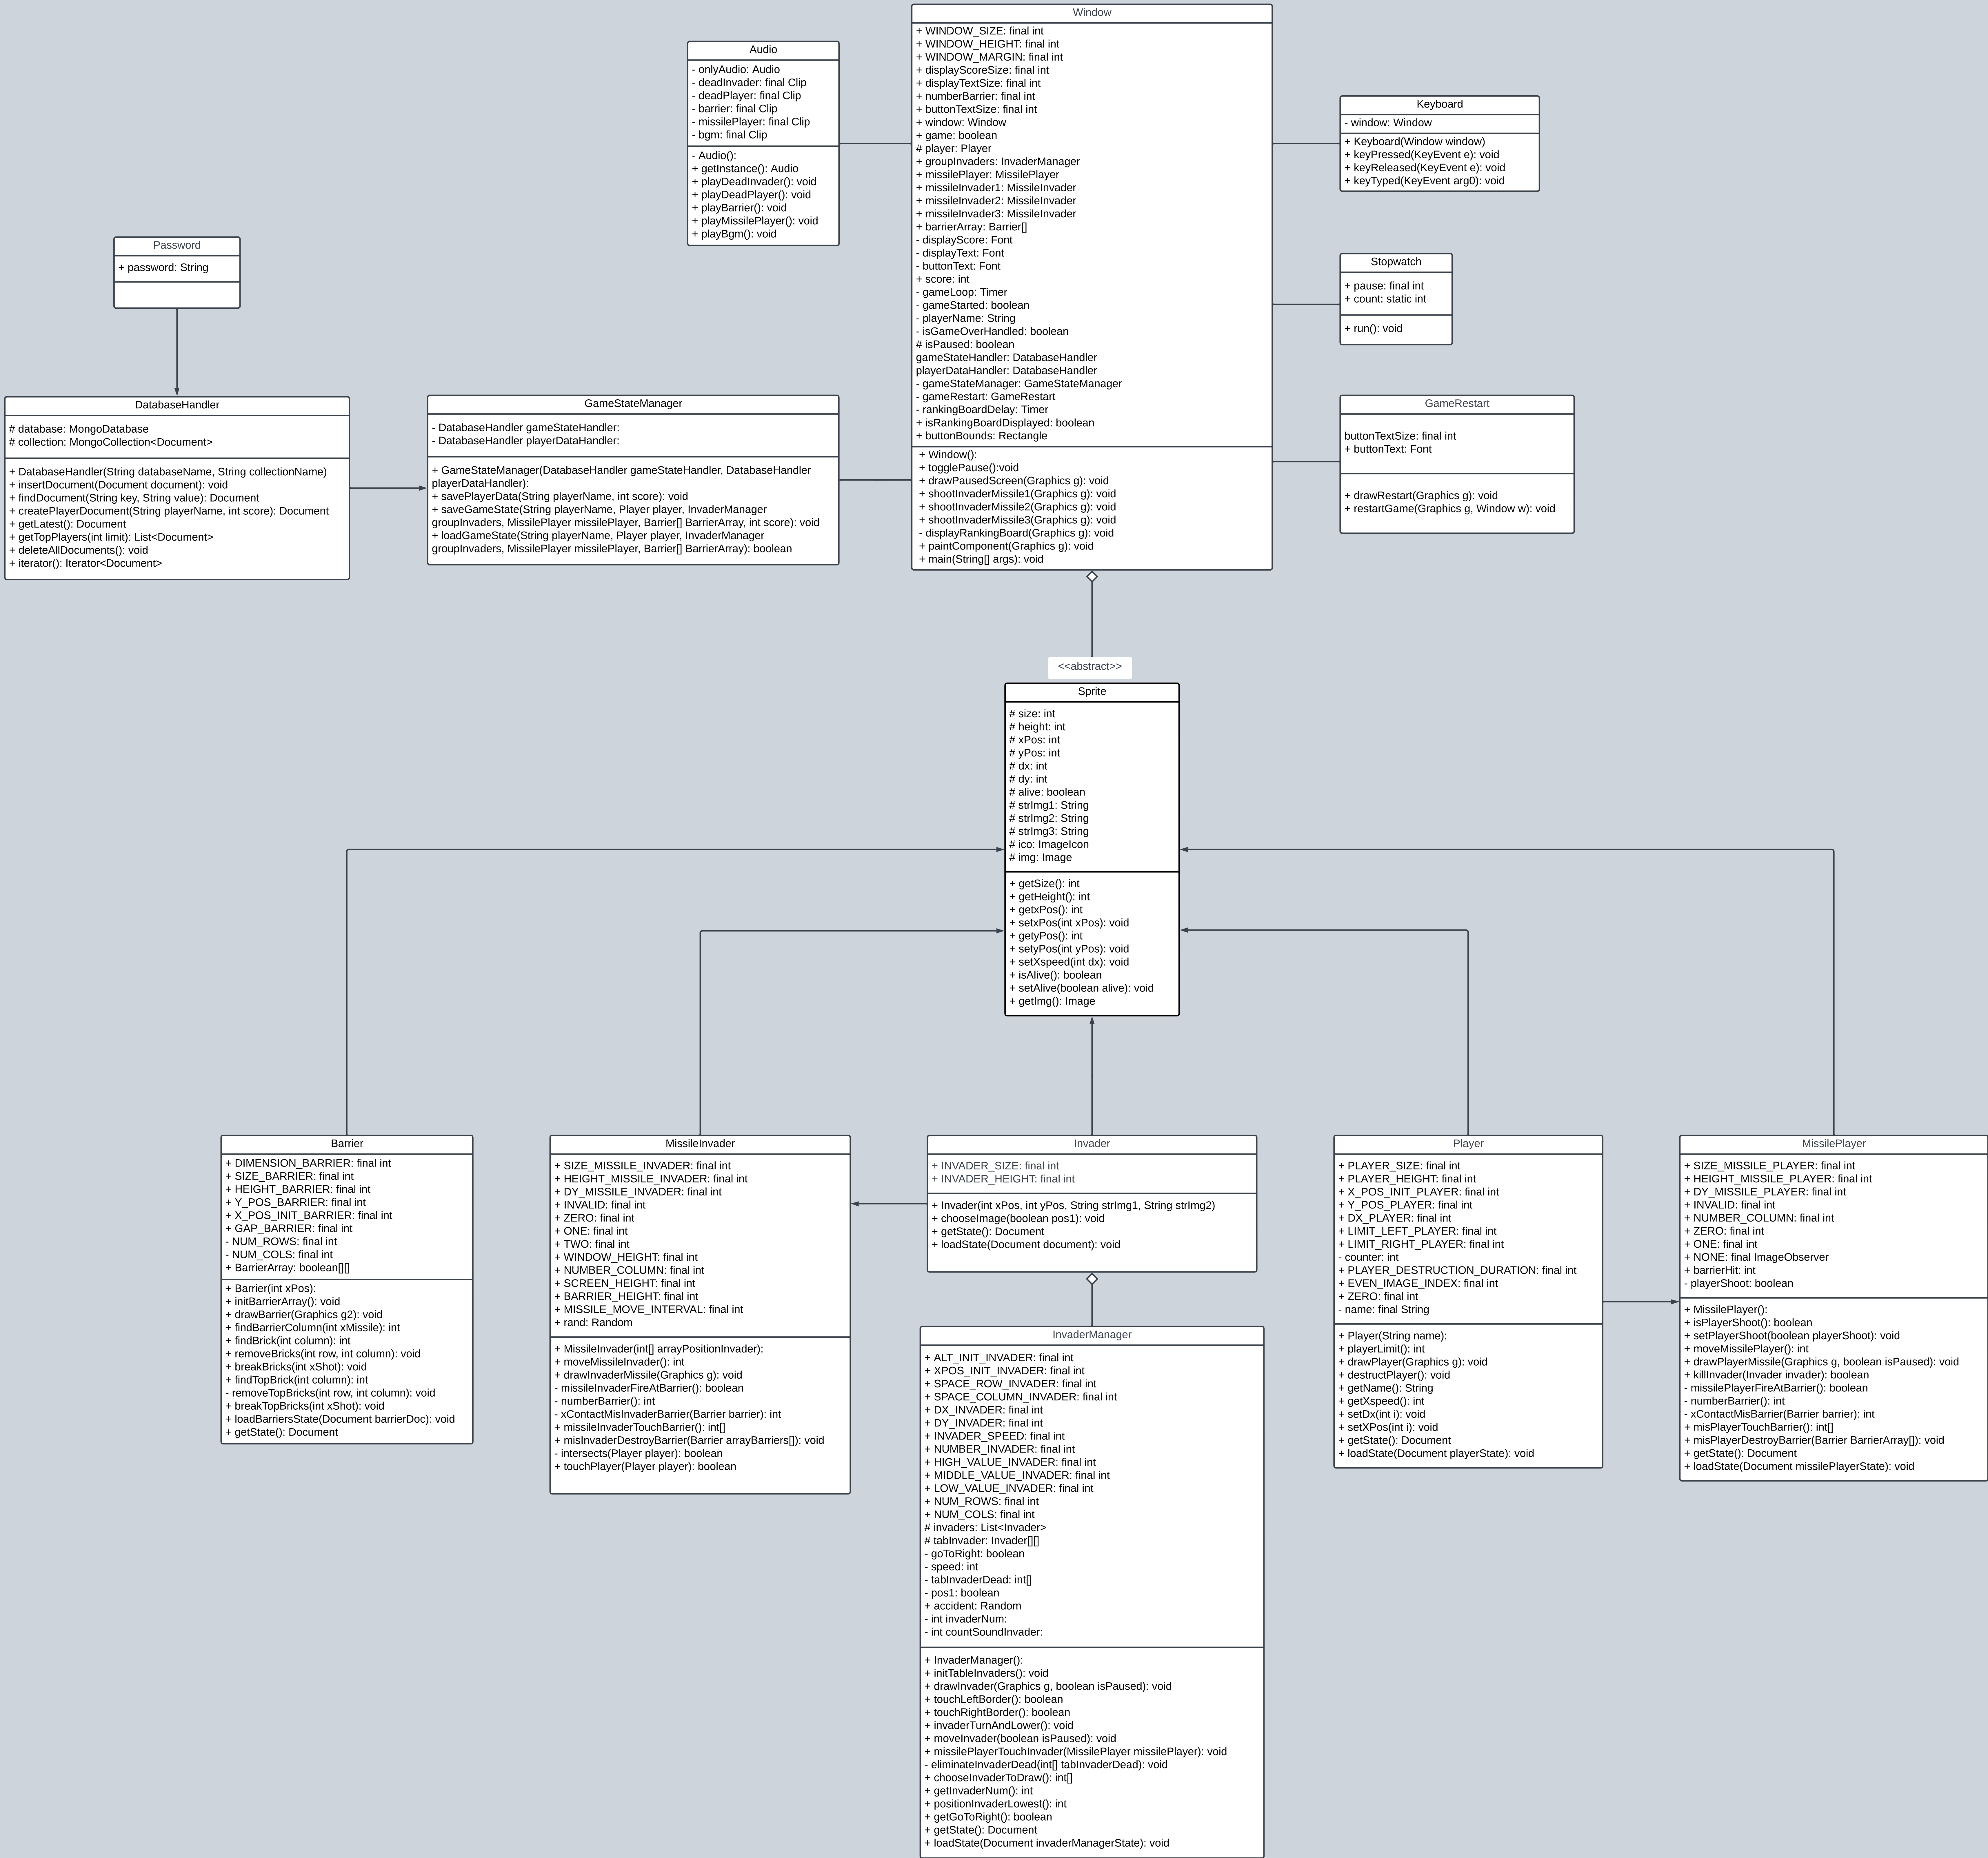 Window
+ WINDOW_SIZE: final int
+ WINDOW_HEIGHT: final int
+ WINDOW_MARGIN: final int
+ displayScoreSize: final int
+ displayTextSize: final int
+ numberBarrier: final int
+ buttonTextSize: final int
+ window: Window
+ game: boolean
# player: Player
+ groupInvaders: InvaderManager
+ missilePlayer: MissilePlayer
+ missileInvader1: MissileInvader
+ missileInvader2: MissileInvader
+ missileInvader3: MissileInvader
+ barrierArray: Barrier[]
- displayScore: Font
- displayText: Font
- buttonText: Font
+ score: int
- gameLoop: Timer
- gameStarted: boolean
- playerName: String
- isGameOverHandled: boolean
# isPaused: boolean
gameStateHandler: DatabaseHandler
playerDataHandler: DatabaseHandler
- gameStateManager: GameStateManager
- gameRestart: GameRestart
- rankingBoardDelay: Timer
+ isRankingBoardDisplayed: boolean
+ buttonBounds: Rectangle
+ Window():
+ togglePause():void
+ drawPausedScreen(Graphics g): void
+ shootInvaderMissile1(Graphics g): void
+ shootInvaderMissile2(Graphics g): void
+ shootInvaderMissile3(Graphics g): void
- displayRankingBoard(Graphics g): void
+ paintComponent(Graphics g): void
+ main(String[] args): void
Audio
- onlyAudio: Audio
- deadInvader: final Clip
- deadPlayer: final Clip
- barrier: final Clip
- missilePlayer: final Clip
- bgm: final Clip
- Audio():
+ getInstance(): Audio
+ playDeadInvader(): void
+ playDeadPlayer(): void
+ playBarrier(): void
+ playMissilePlayer(): void
+ playBgm(): void
Keyboard
- window: Window
+ Keyboard(Window window)
+ keyPressed(KeyEvent e): void
+ keyReleased(KeyEvent e): void
+ keyTyped(KeyEvent arg0): void
Password
+ password: String
Stopwatch
+ pause: final int
+ count: static int
+ run(): void
DatabaseHandler
# database: MongoDatabase
# collection: MongoCollection<Document>
+ DatabaseHandler(String databaseName, String collectionName)
+ insertDocument(Document document): void
+ findDocument(String key, String value): Document
+ createPlayerDocument(String playerName, int score): Document
+ getLatest(): Document
+ getTopPlayers(int limit): List<Document>
+ deleteAllDocuments(): void
+ iterator(): Iterator<Document>
GameStateManager
- DatabaseHandler gameStateHandler:
- DatabaseHandler playerDataHandler:
+ GameStateManager(DatabaseHandler gameStateHandler, DatabaseHandler
playerDataHandler):
+ savePlayerData(String playerName, int score): void
+ saveGameState(String playerName, Player player, InvaderManager
groupInvaders, MissilePlayer missilePlayer, Barrier[] BarrierArray, int score): void
+ loadGameState(String playerName, Player player, InvaderManager
groupInvaders, MissilePlayer missilePlayer, Barrier[] BarrierArray): boolean
GameRestart
buttonTextSize: final int
+ buttonText: Font
+ drawRestart(Graphics g): void
+ restartGame(Graphics g, Window w): void
<<abstract>>
Sprite
# size: int
# height: int
# xPos: int
# yPos: int
# dx: int
# dy: int
# alive: boolean
# strImg1: String
# strImg2: String
# strImg3: String
# ico: ImageIcon
# img: Image
+ getSize(): int
+ getHeight(): int
+ getxPos(): int
+ setxPos(int xPos): void
+ getyPos(): int
+ setyPos(int yPos): void
+ setXspeed(int dx): void
+ isAlive(): boolean
+ setAlive(boolean alive): void
+ getImg(): Image
Barrier
+ DIMENSION_BARRIER: final int
+ SIZE_BARRIER: final int
+ HEIGHT_BARRIER: final int
+ Y_POS_BARRIER: final int
+ X_POS_INIT_BARRIER: final int
+ GAP_BARRIER: final int
- NUM_ROWS: final int
- NUM_COLS: final int
+ BarrierArray: boolean[][]
+ Barrier(int xPos):
+ initBarrierArray(): void
+ drawBarrier(Graphics g2): void
+ findBarrierColumn(int xMissile): int
+ findBrick(int column): int
+ removeBricks(int row, int column): void
+ breakBricks(int xShot): void
+ findTopBrick(int column): int
- removeTopBricks(int row, int column): void
+ breakTopBricks(int xShot): void
+ loadBarriersState(Document barrierDoc): void
+ getState(): Document
MissileInvader
+ SIZE_MISSILE_INVADER: final int
+ HEIGHT_MISSILE_INVADER: final int
+ DY_MISSILE_INVADER: final int
+ INVALID: final int
+ ZERO: final int
+ ONE: final int
+ TWO: final int
+ WINDOW_HEIGHT: final int
+ NUMBER_COLUMN: final int
+ SCREEN_HEIGHT: final int
+ BARRIER_HEIGHT: final int
+ MISSILE_MOVE_INTERVAL: final int
+ rand: Random
+ MissileInvader(int[] arrayPositionInvader):
+ moveMissileInvader(): int
+ drawInvaderMissile(Graphics g): void
- missileInvaderFireAtBarrier(): boolean
- numberBarrier(): int
- xContactMisInvaderBarrier(Barrier barrier): int
+ missileInvaderTouchBarrier(): int[]
+ misInvaderDestroyBarrier(Barrier arrayBarriers[]): void
- intersects(Player player): boolean
+ touchPlayer(Player player): boolean
Invader
+ INVADER_SIZE: final int
+ INVADER_HEIGHT: final int
+ Invader(int xPos, int yPos, String strImg1, String strImg2)
+ chooseImage(boolean pos1): void
+ getState(): Document
+ loadState(Document document): void
InvaderManager
+ ALT_INIT_INVADER: final int
+ XPOS_INIT_INVADER: final int
+ SPACE_ROW_INVADER: final int
+ SPACE_COLUMN_INVADER: final int
+ DX_INVADER: final int
+ DY_INVADER: final int
+ INVADER_SPEED: final int
+ NUMBER_INVADER: final int
+ HIGH_VALUE_INVADER: final int
+ MIDDLE_VALUE_INVADER: final int
+ LOW_VALUE_INVADER: final int
+ NUM_ROWS: final int
+ NUM_COLS: final int
# invaders: List<Invader>
# tabInvader: Invader[][]
- goToRight: boolean
- speed: int
- tabInvaderDead: int[]
- pos1: boolean
+ accident: Random
- int invaderNum:
- int countSoundInvader:
+ InvaderManager():
+ initTableInvaders(): void
+ drawInvader(Graphics g, boolean isPaused): void
+ touchLeftBorder(): boolean
+ touchRightBorder(): boolean
+ invaderTurnAndLower(): void
+ moveInvader(boolean isPaused): void
+ missilePlayerTouchInvader(MissilePlayer missilePlayer): void
- eliminateInvaderDead(int[] tabInvaderDead): void
+ chooseInvaderToDraw(): int[]
+ getInvaderNum(): int
+ positionInvaderLowest(): int
+ getGoToRight(): boolean
+ getState(): Document
+ loadState(Document invaderManagerState): void
Player
+ PLAYER_SIZE: final int
+ PLAYER_HEIGHT: final int
+ X_POS_INIT_PLAYER: final int
+ Y_POS_PLAYER: final int
+ DX_PLAYER: final int
+ LIMIT_LEFT_PLAYER: final int
+ LIMIT_RIGHT_PLAYER: final int
- counter: int
+ PLAYER_DESTRUCTION_DURATION: final int
+ EVEN_IMAGE_INDEX: final int
+ ZERO: final int
- name: final String
+ Player(String name):
+ playerLimit(): int
+ drawPlayer(Graphics g): void
+ destructPlayer(): void
+ getName(): String
+ getXspeed(): int
+ setDx(int i): void
+ setXPos(int i): void
+ getState(): Document
+ loadState(Document playerState): void
MissilePlayer
+ SIZE_MISSILE_PLAYER: final int
+ HEIGHT_MISSILE_PLAYER: final int
+ DY_MISSILE_PLAYER: final int
+ INVALID: final int
+ NUMBER_COLUMN: final int
+ ZERO: final int
+ ONE: final int
+ NONE: final ImageObserver
+ barrierHit: int
- playerShoot: boolean
+ MissilePlayer():
+ isPlayerShoot(): boolean
+ setPlayerShoot(boolean playerShoot): void
+ moveMissilePlayer(): int
+ drawPlayerMissile(Graphics g, boolean isPaused): void
+ killInvader(Invader invader): boolean
- missilePlayerFireAtBarrier(): boolean
- numberBarrier(): int
- xContactMisBarrier(Barrier barrier): int
+ misPlayerTouchBarrier(): int[]
+ misPlayerDestroyBarrier(Barrier BarrierArray[]): void
+ getState(): Document
+ loadState(Document missilePlayerState): void